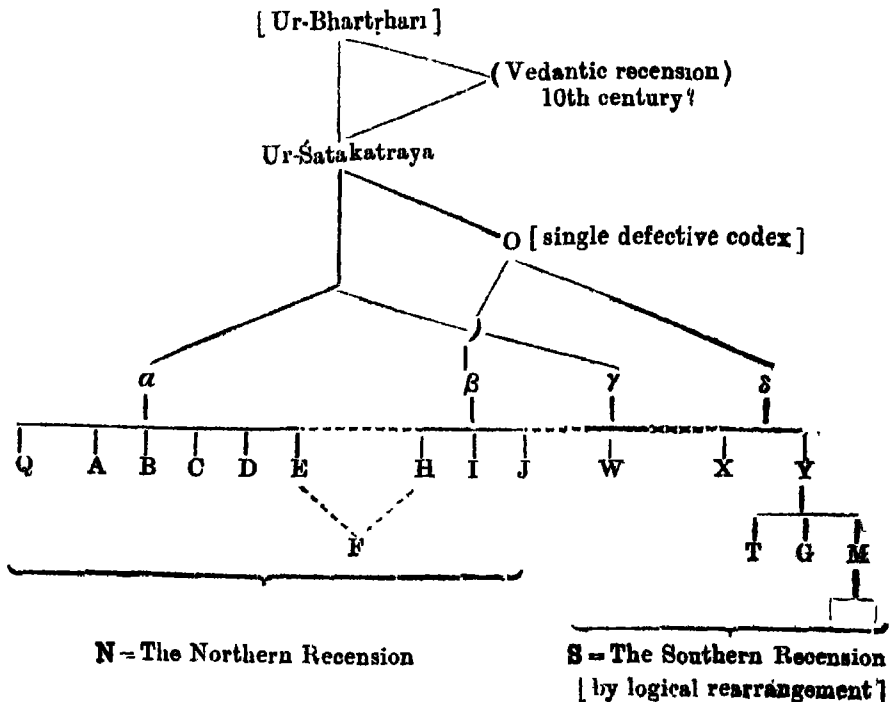 [ Ur-Bhartṛhari ]
( Vedantic recension )
10th century?
Ur-Śatakatraya
O [ single defective codex ]
α β γ δ
Q A B C D E H I J W X Y
F T G M
N = The Northern Recension
S = The Southern Recension
[ by logical rearrangement ]